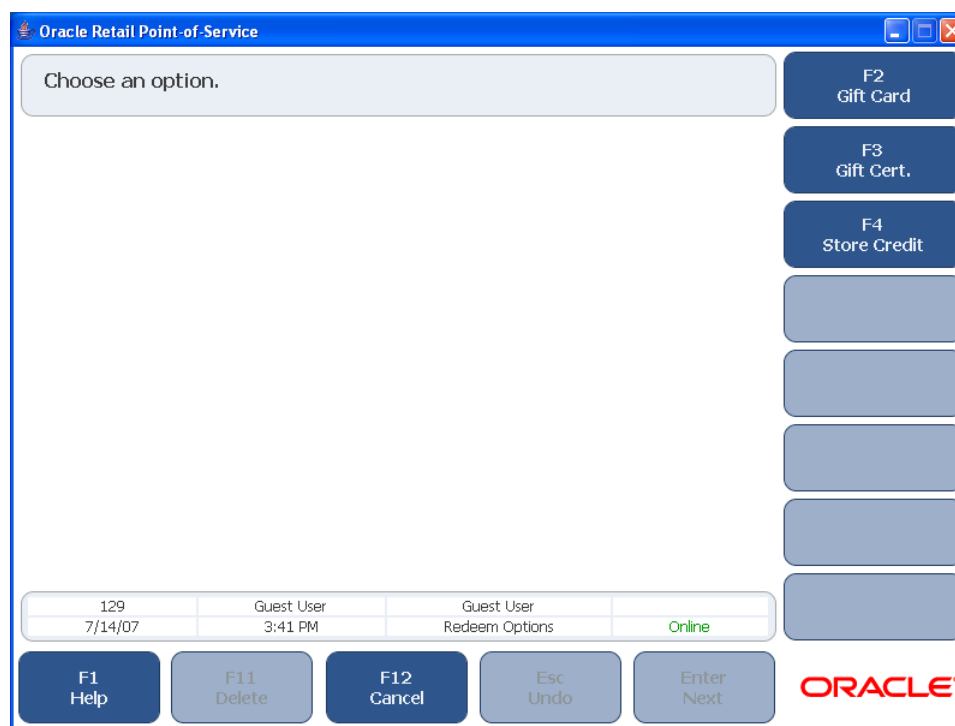 Oracle Retail Point-of-Service
Choose an option.
F2
Gift Card
F3
Gift Cert.
F4
Store Credit
129 Guest User Guest User
7/14/07 3:41 PM Redeem Options Online
F1
Help
F11
Delete
F12
Cancel
Esc
Undo
Enter
Next
ORACLE